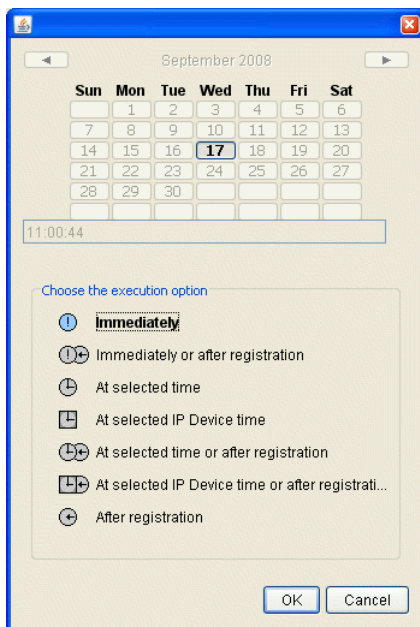 September 2008
Sun Mon Tue Wed Thu Fri Sat
1 2 3 4 5 6
7 8 9 10 11 12 13
14 15 16 17 18 19 20
21 22 23 24 25 26 27
28 29 30
11:00:44
Choose the execution option
Immediately
Immediately or after registration
At selected time
At selected IP Device time
At selected time or after registration
At selected IP Device time or after registrati...
After registration
OK Cancel